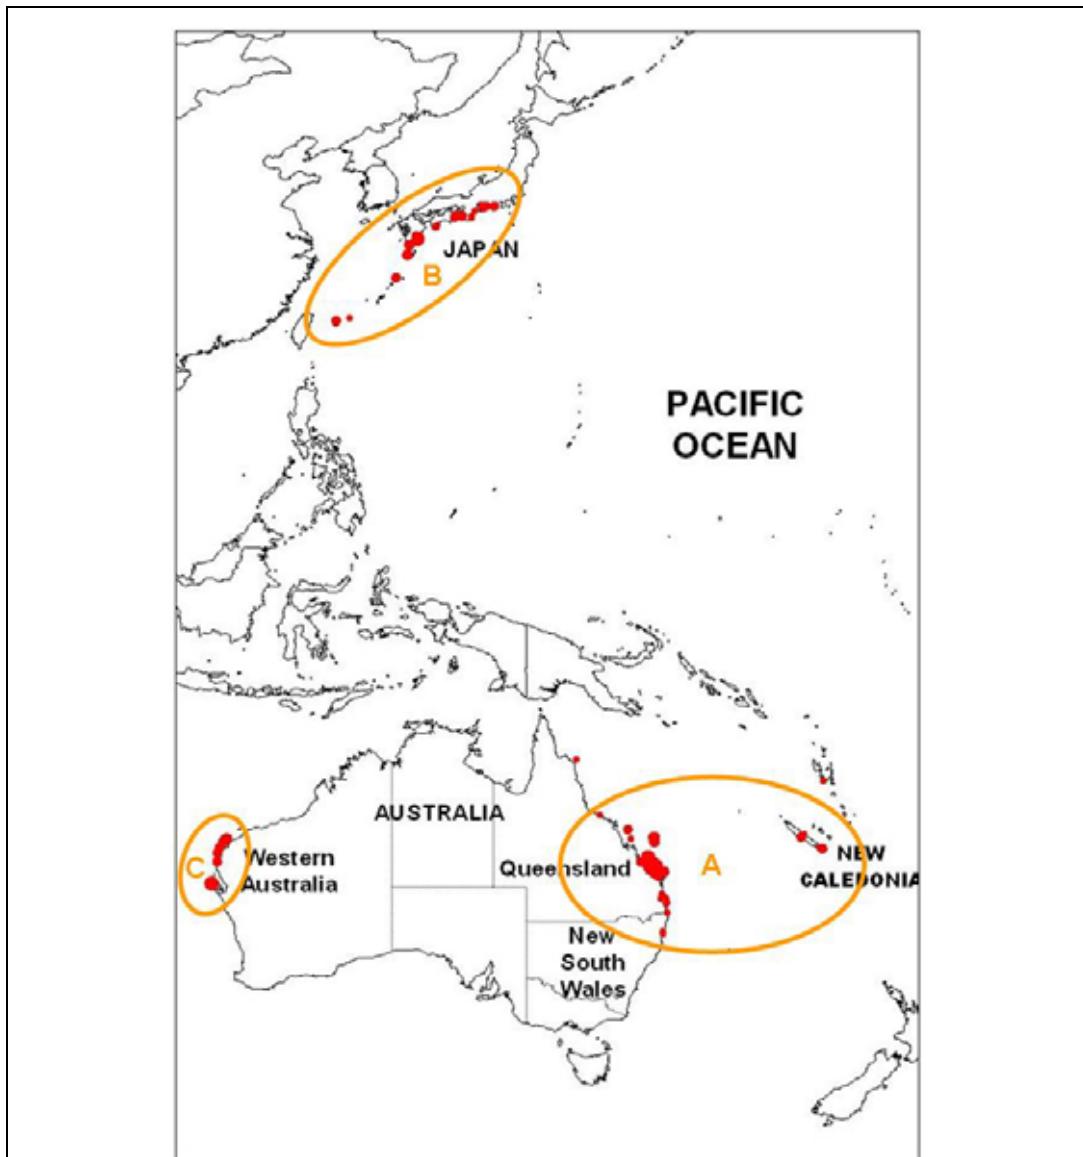 JAPAN
B
PACIFIC
OCEAN
AUSTRALIA
C
Western
Australia
Queensland
A
NEW
CALEDONIA
New
South
Wales